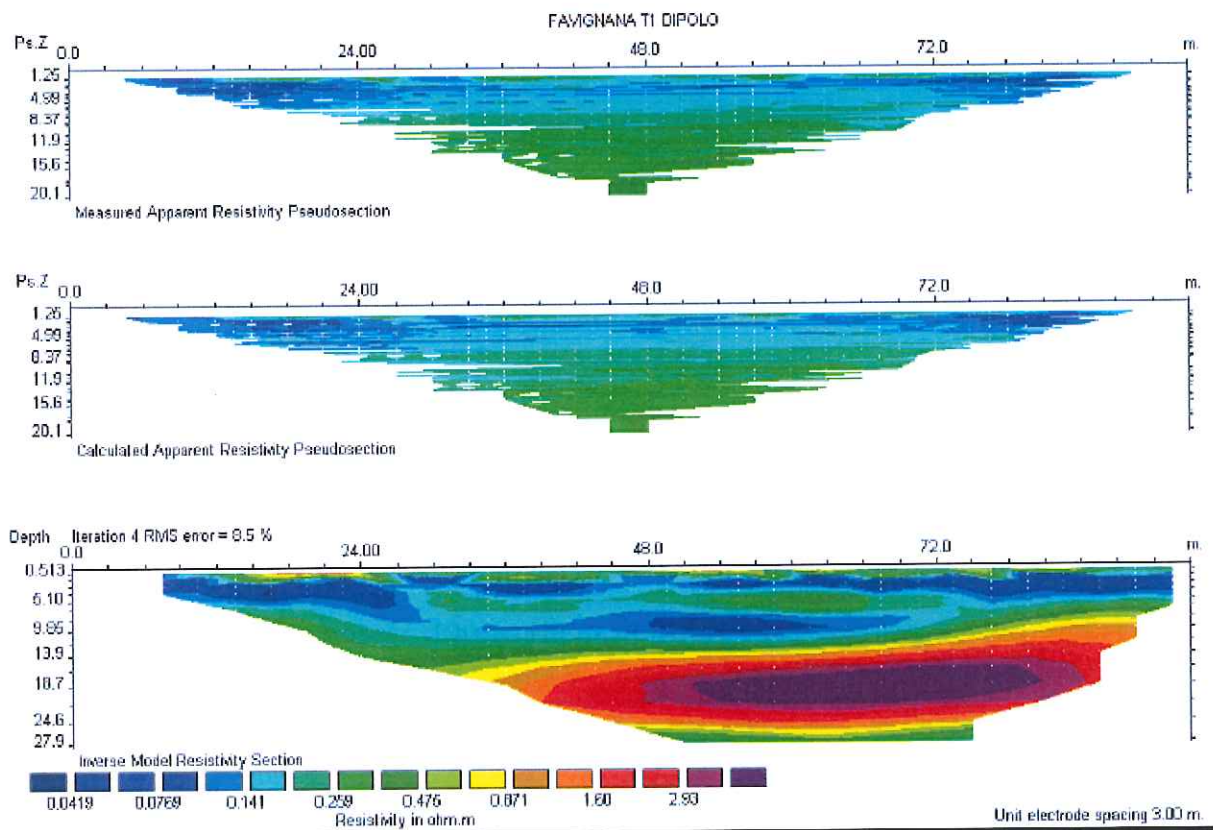 FAVIGNANA T1 DIPOLO
Ps.Z
0.0 24.00 48.0 72.0 m.
1.25
4.99
8.37
11.9
15.6
20.1
Measured Apparent Resistivity Pseudosection
Ps.Z
0.0 24.00 48.0 72.0 m.
1.25
4.99
8.37
11.9
15.6
20.1
Calculated Apparent Resistivity Pseudosection
Depth Iteration 4 RMS error = 8.5 %
0.0 24.00 48.0 72.0 m.
0.513
5.10
9.85
13.9
18.7
24.6
27.9
Inverse Model Resistivity Section
0.0419 0.0769 0.141 0.259 0.475 0.871 1.60 2.93
Resistivity in ohm.m
Unit electrode spacing 3.00 m.